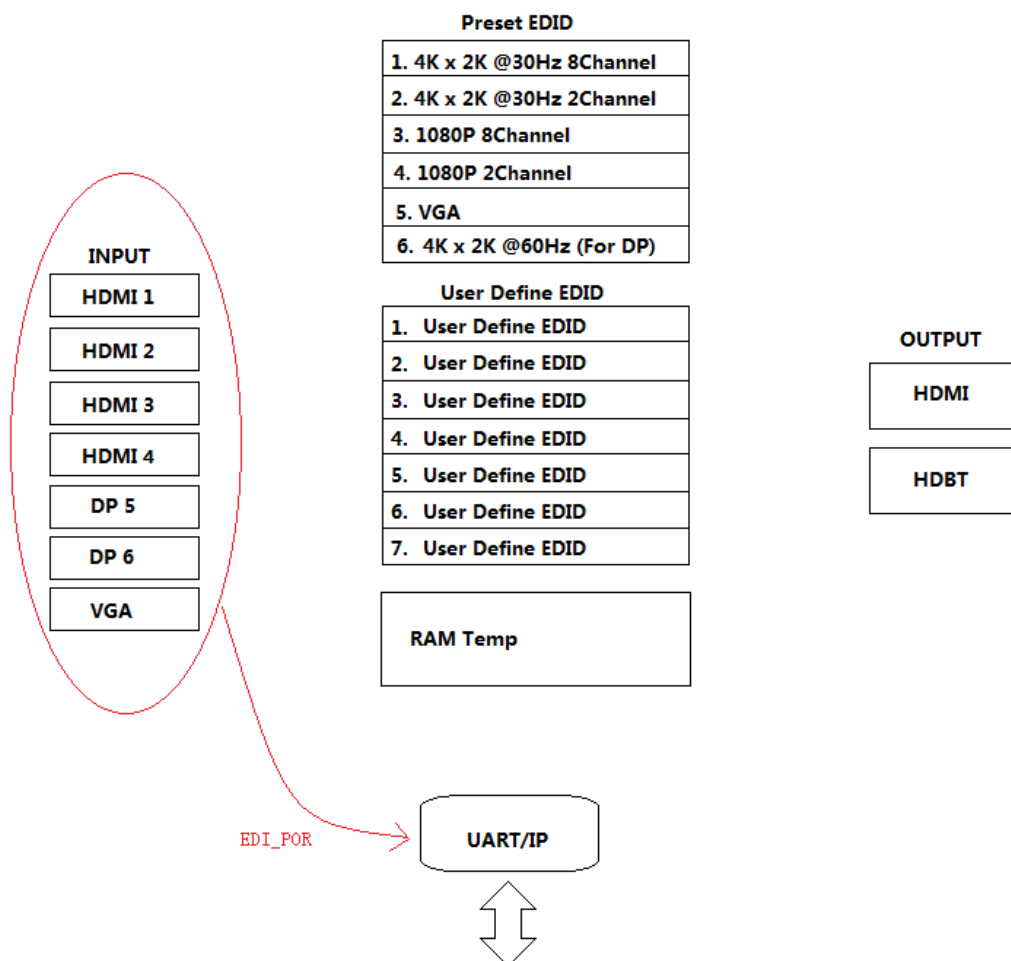 Preset EDID
1. 4K x 2K @30Hz 8Channel
2. 4K x 2K @30Hz 2Channel
3. 1080P 8Channel
4. 1080P 2Channel
5. VGA
6. 4K x 2K @60Hz (For DP)
INPUT
HDMI 1
HDMI 2
HDMI 3
HDMI 4
DP 5
DP 6
VGA
User Define EDID
1. User Define EDID
2. User Define EDID
3. User Define EDID
4. User Define EDID
5. User Define EDID
6. User Define EDID
7. User Define EDID
RAM Temp
OUTPUT
HDMI
HDBT
EDI_POR
UART/IP